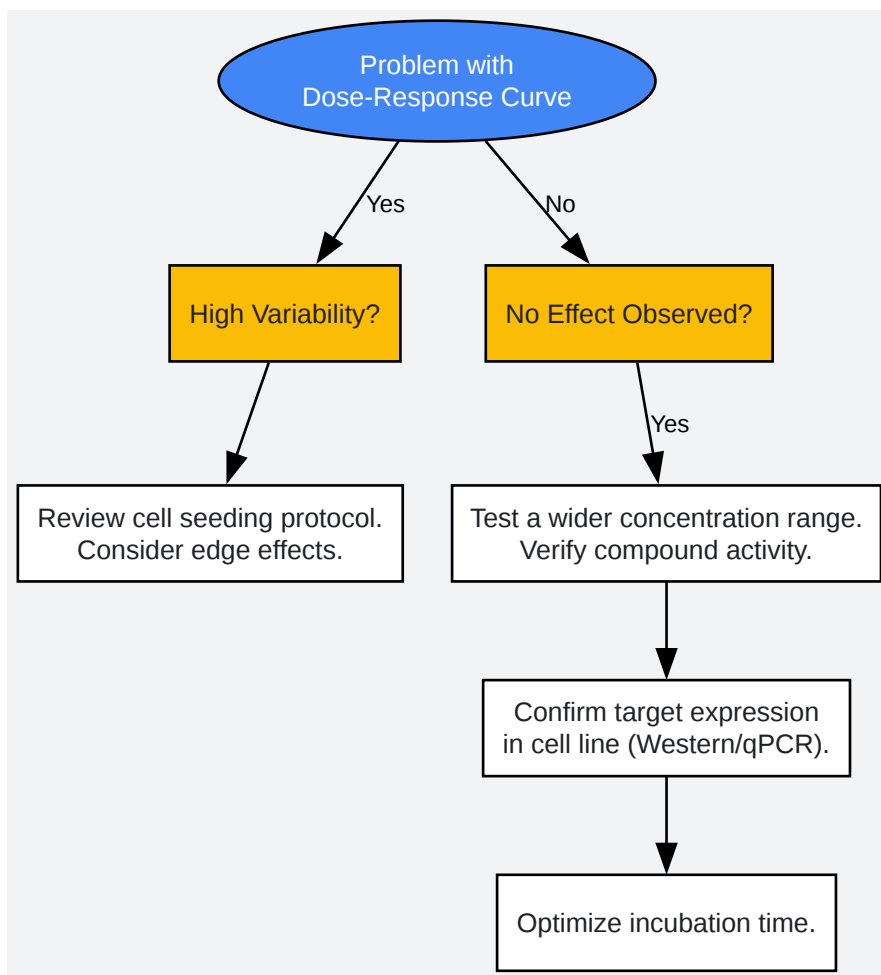 Problem with
Dose-Response Curve
Yes
No
High Variability?
No Effect Observed?
Yes
Review cell seeding protocol.
Consider edge effects.
Test a wider concentration range.
Verify compound activity.
Confirm target expression
in cell line (Western/qPCR).
Optimize incubation time.